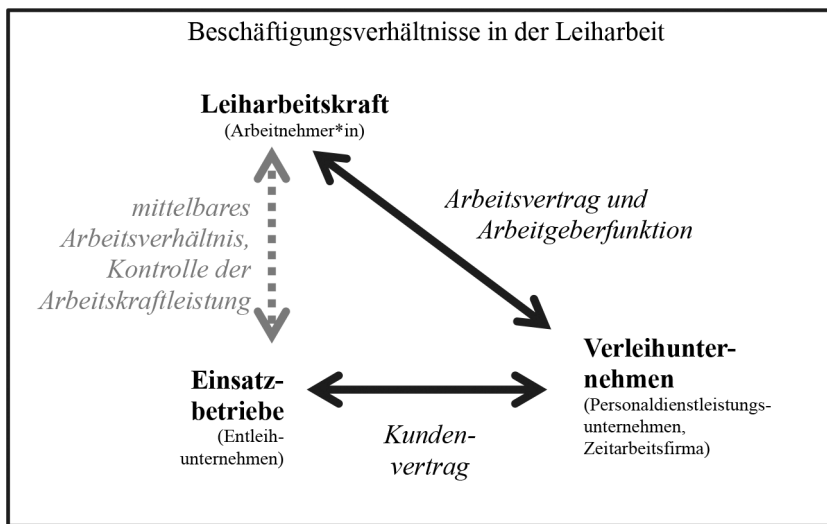 Beschäftigungsverhältnisse in der Leiharbeit
Leiharbeitskraft
(Arbeitnehmer*in)
mittelbares
Arbeitsverhältnis,
Kontrolle der
Arbeitskraftleistung
Arbeitsvertrag und
Arbeitgeberfunktion
Einsatz-
betriebe
(Entleih-
unternehmen)
Kunden-
vertrag
Verleihunter-
nehmen
(Personaldienstleistungs-
unternehmen,
Zeitarbeitsfirma)